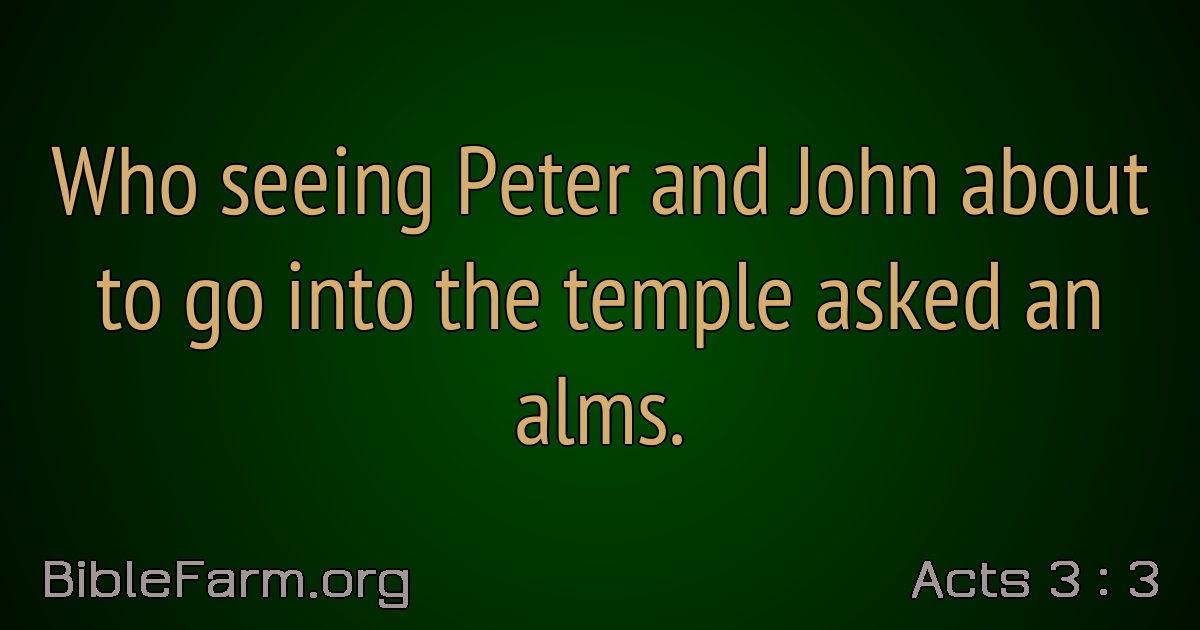 Who seeing Peter and John about
to go into the temple asked an
alms.
BibleFarm.org
Acts 3 : 3